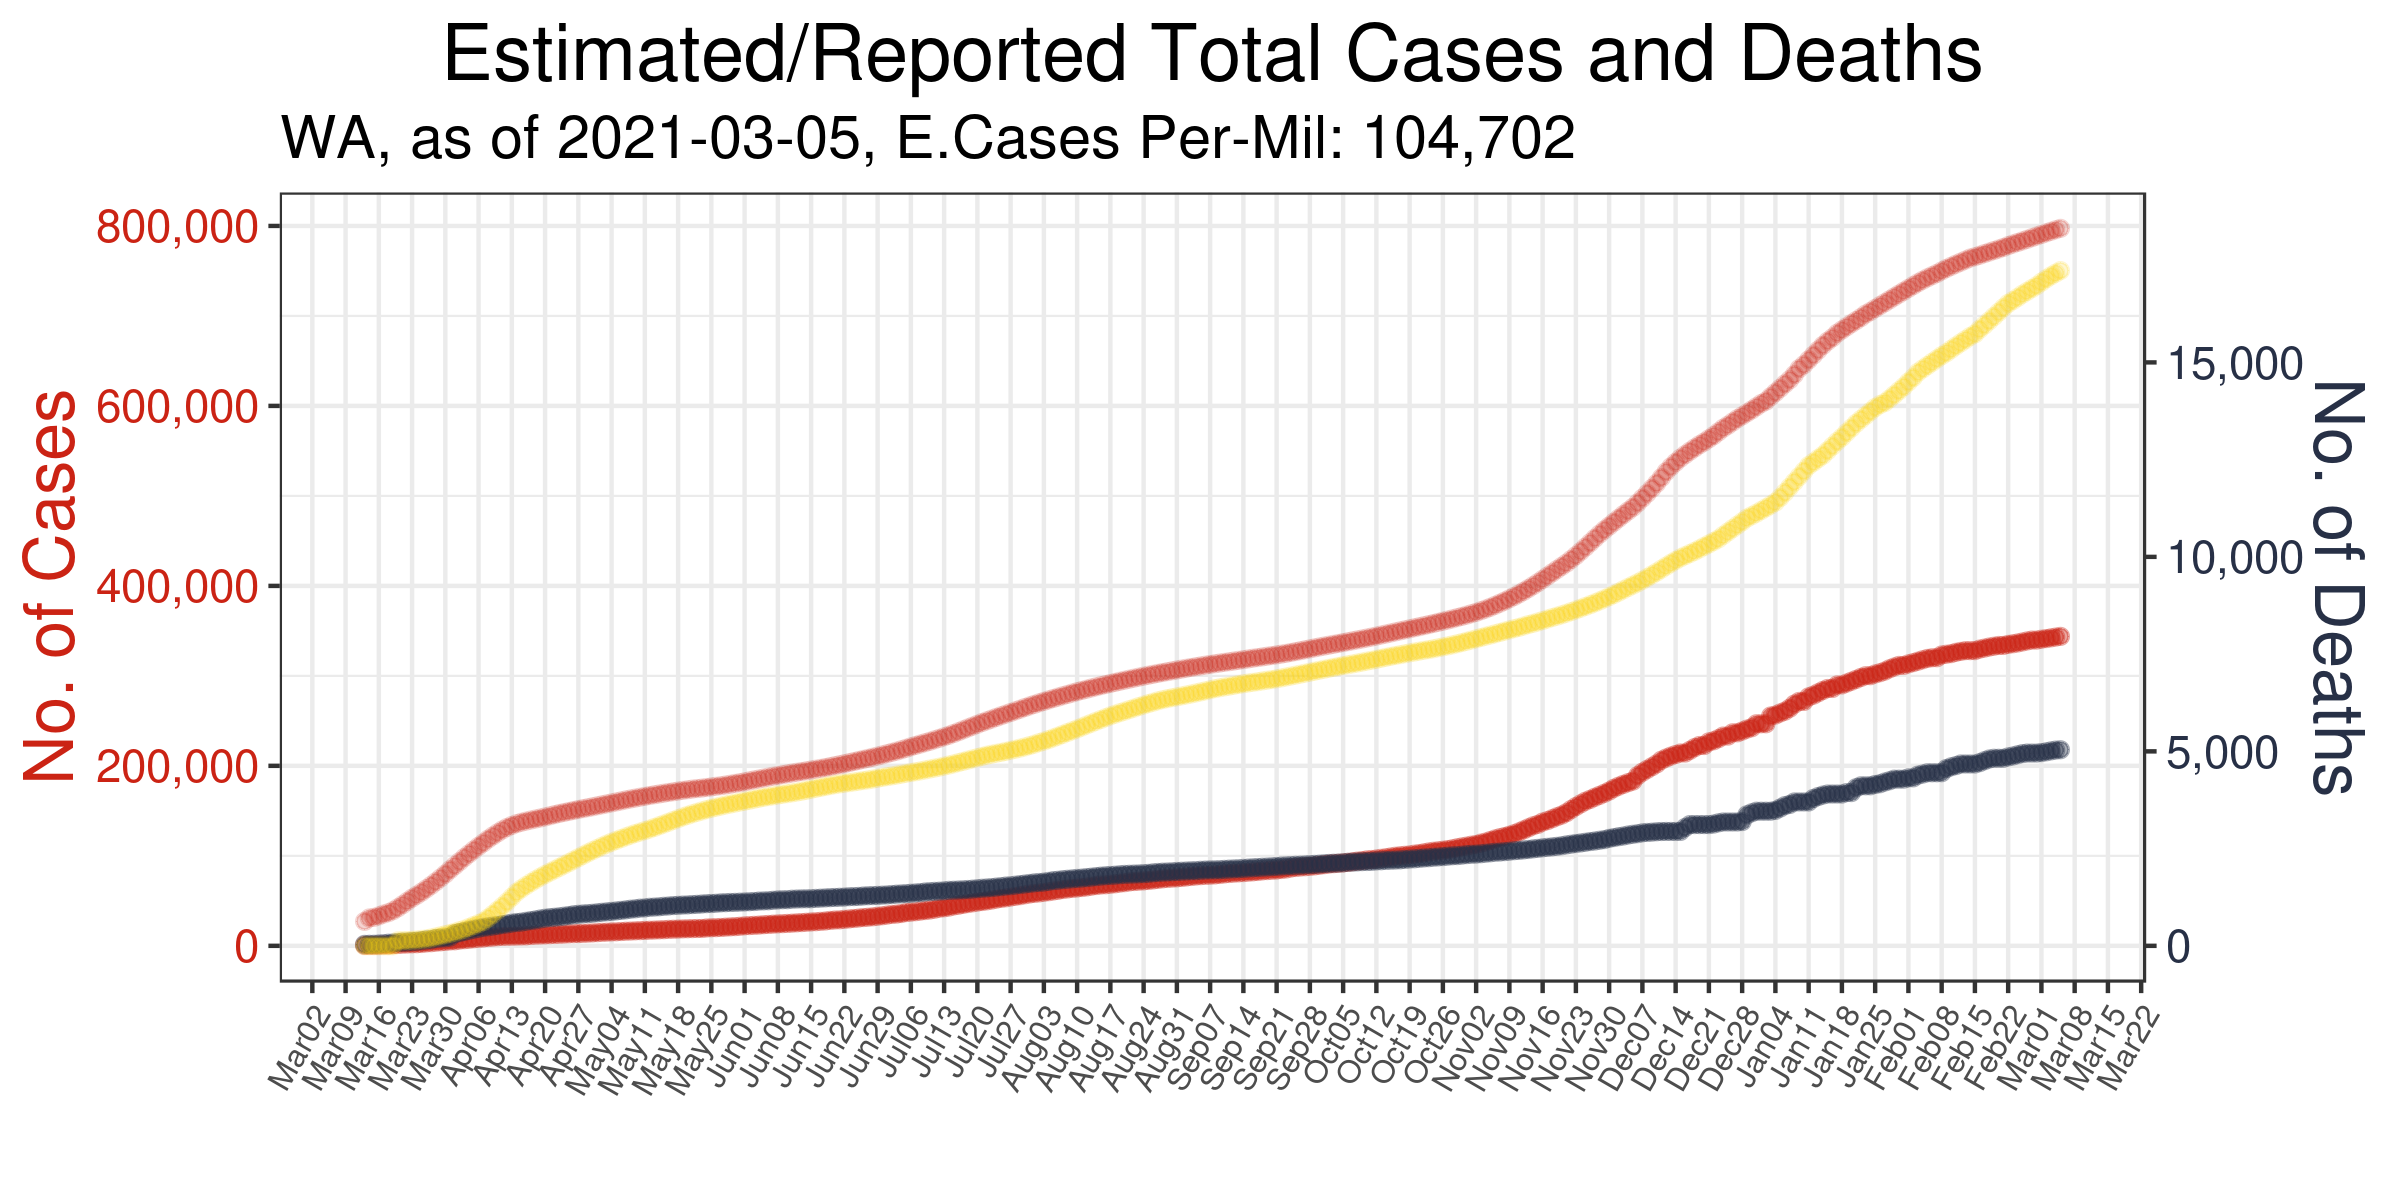 Estimated/Reported Total Cases and Deaths
WA, as of 2021-03-05, E.Cases Per-Mil: 104,702
No. of Cases
800,000
600,000
400,000
200,000
0
15,000
10,000
5,000
0
No. of Deaths
Mar02
Mar09
Mar16
Mar23
Mar30
Apr06
Apr13
Apr20
Apr27
May04
May11
May18
May25
Jun01
Jun08
Jun15
Jun22
Jun29
Jul06
Jul13
Jul20
Jul27
Aug03
Aug10
Aug17
Aug24
Aug31
Sep07
Sep14
Sep21
Sep28
Oct05
Oct12
Oct19
Oct26
Nov02
Nov09
Nov16
Nov23
Nov30
Dec07
Dec14
Dec21
Dec28
Jan04
Jan11
Jan18
Jan25
Feb01
Feb08
Feb15
Feb22
Mar01
Mar08
Mar15
Mar22